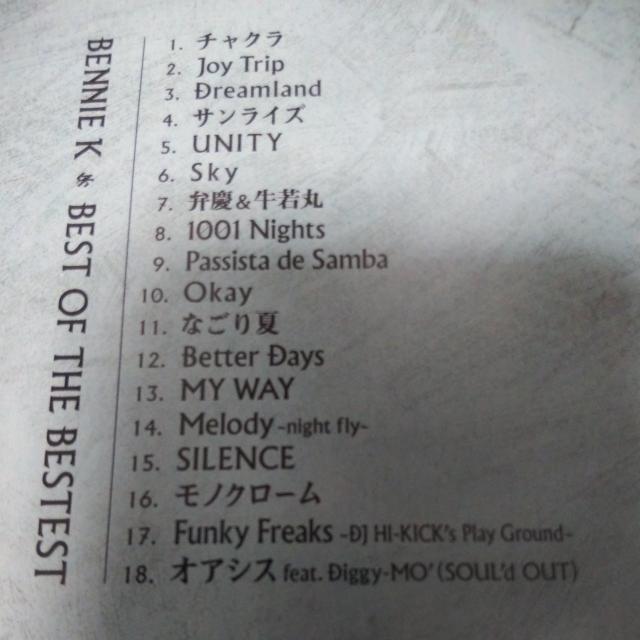 BENNIE K BEST OF THE BESTEST
1. チャクラ
2. Joy Trip
3. Ðreamland
4. サンライズ
5. UNITY
6. Sky
7. 弁慶&牛若丸
8. 1001 Nights
9. Passista de Samba
10. Okay
11. なごり夏
12. Better Ðays
13. MY WAY
14. Melody~night fly~
15. SILENCE
16. モノクローム
17. Funky Freaks -ÐJ HI-KICK's Play Ground-
18. オアシス feat. Ðiggy-MO' (SOUL'd OUT)